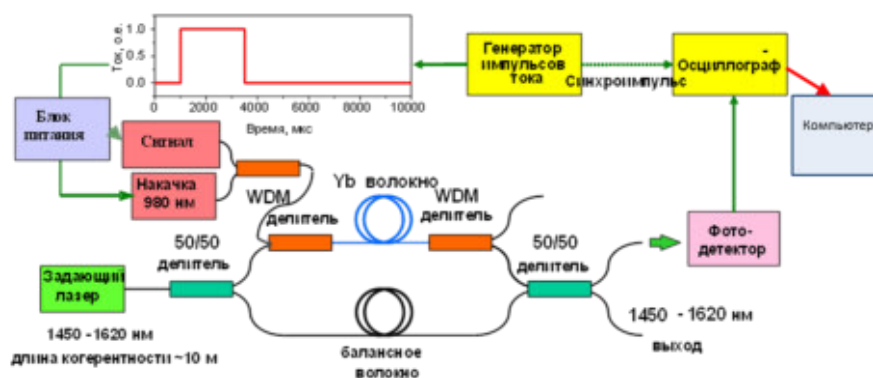 Ток, о.е.
1.0
0.5
0.0
0
2000
4000
6000
8000
10000
Время, мкс
Генератор
импульсов
тока
Синхроимпульс
-
Осциллограф
Компьютер
Блок
питания
Сигнал
Накачка
980 нм
WDM
делитель
Yb волокно
WDM
делитель
50/50
делитель
50/50
делитель
Фото-
детектор
Задающий
лазер
1450 -1620 нм
длина когерентности ~10 м
балансное
волокно
1450 - 1620 нм
выход